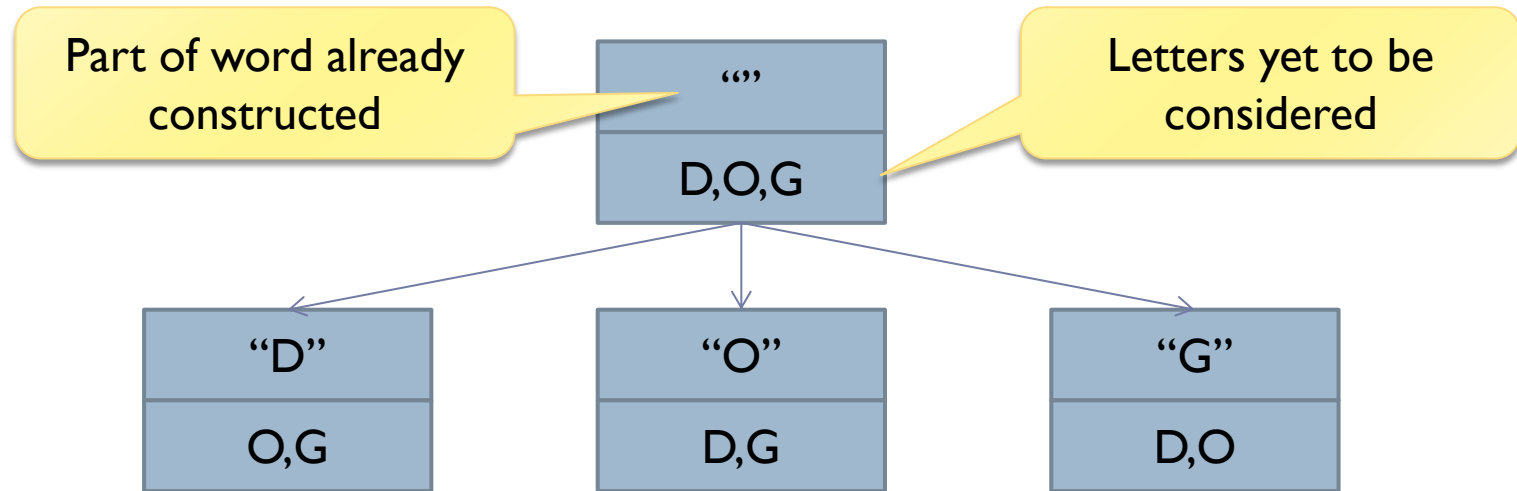 Part of word already
constructed
“”
Letters yet to be
considered
D,O,G
“D”
“O”
“G”
O,G
D,G
D,O